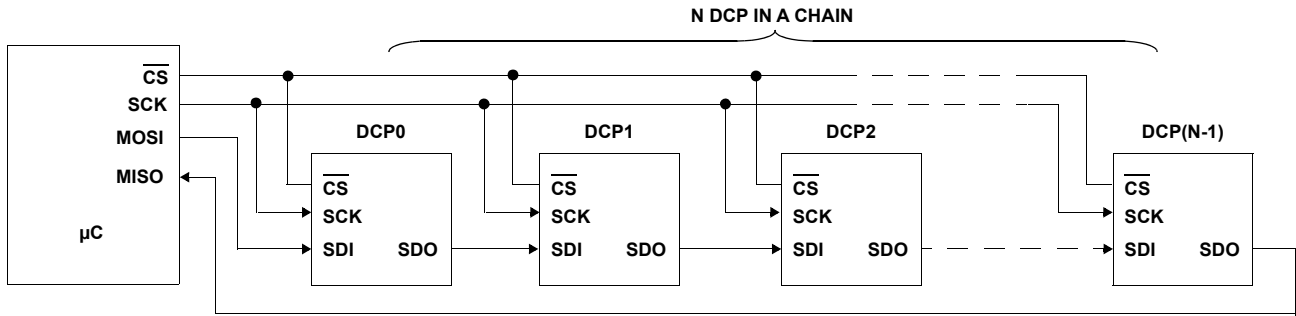 N DCP IN A CHAIN
CS
SCK
MOSI
MISO
µC
DCP0
CS
SCK
SDI SDO
DCP1
CS
SCK
SDI SDO
DCP2
CS
SCK
SDI SDO
DCP(N-1)
CS
SCK
SDI SDO